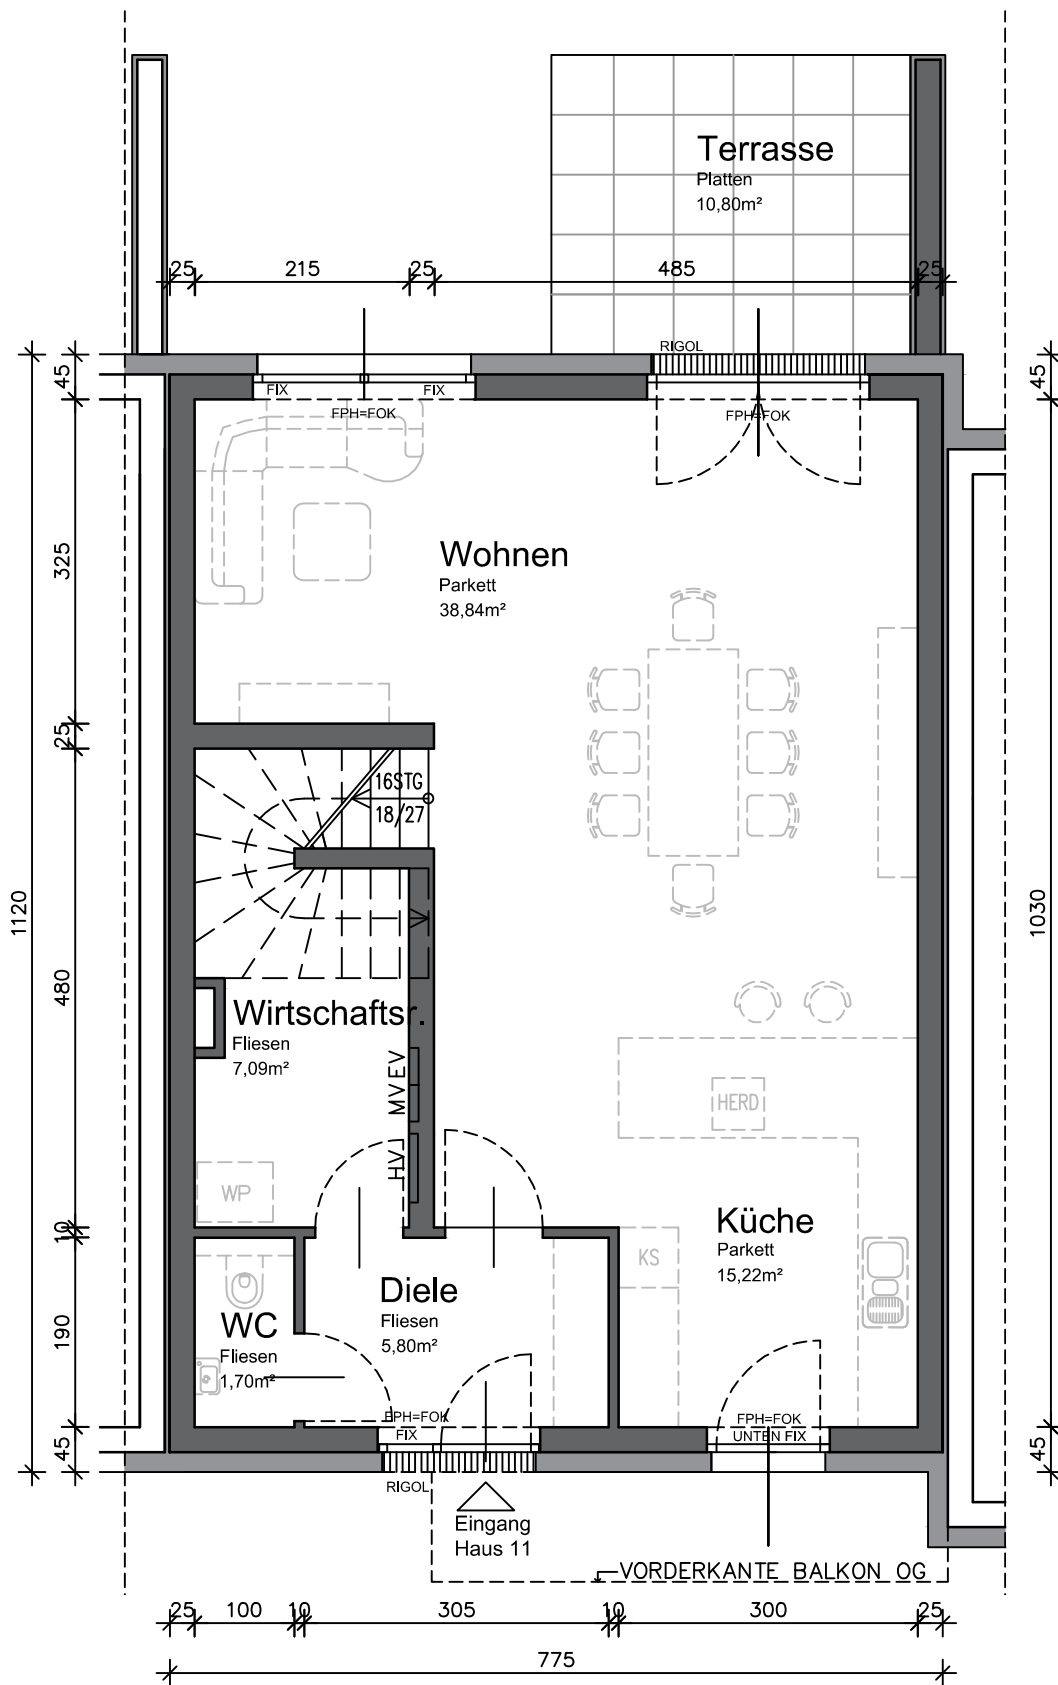 Terrasse
Platten
10,80m²
25 215 25 485 25
RIGOL
45
45
FIX FIX
FPH=FOK
FPH=FOK
325
Wohnen
Parkett
38,84m²
25
16STG
18/27
1120
1030
480
Wirtschaftsr.
Fliesen
7,09m²
MVEV
HERD
HV
WP
10
Küche
Parkett
15,22m²
KS
Diele
Fliesen
5,80m²
190
WC
Fliesen
1,70m²
FPH=FOK
FIX
FPH=FOK
UNTEN FIX
45
45
RIGOL
Eingang
Haus 11
VORDERKANTE BALKON OG
25 100 10 305 10 300 25
775